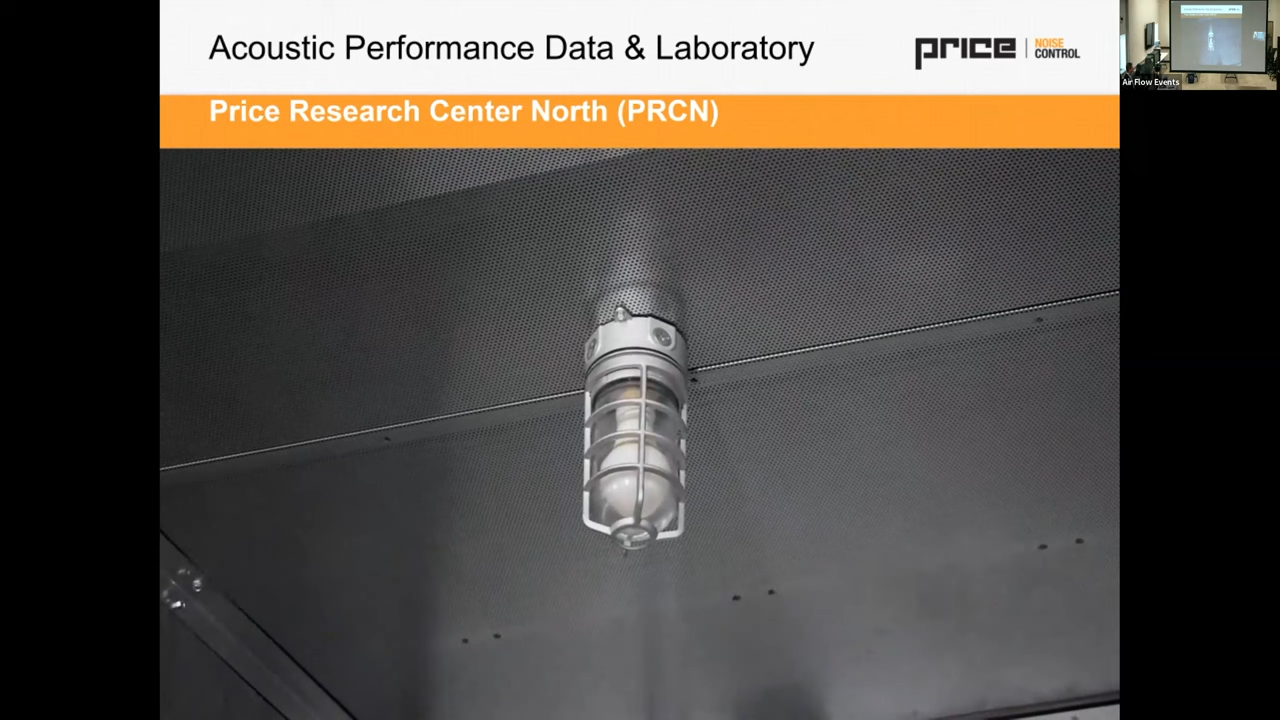 Acoustic Performance Data & Laboratory
price | NOISE
CONTROL
Price Research Center North (PRCN)
Air Flow Events